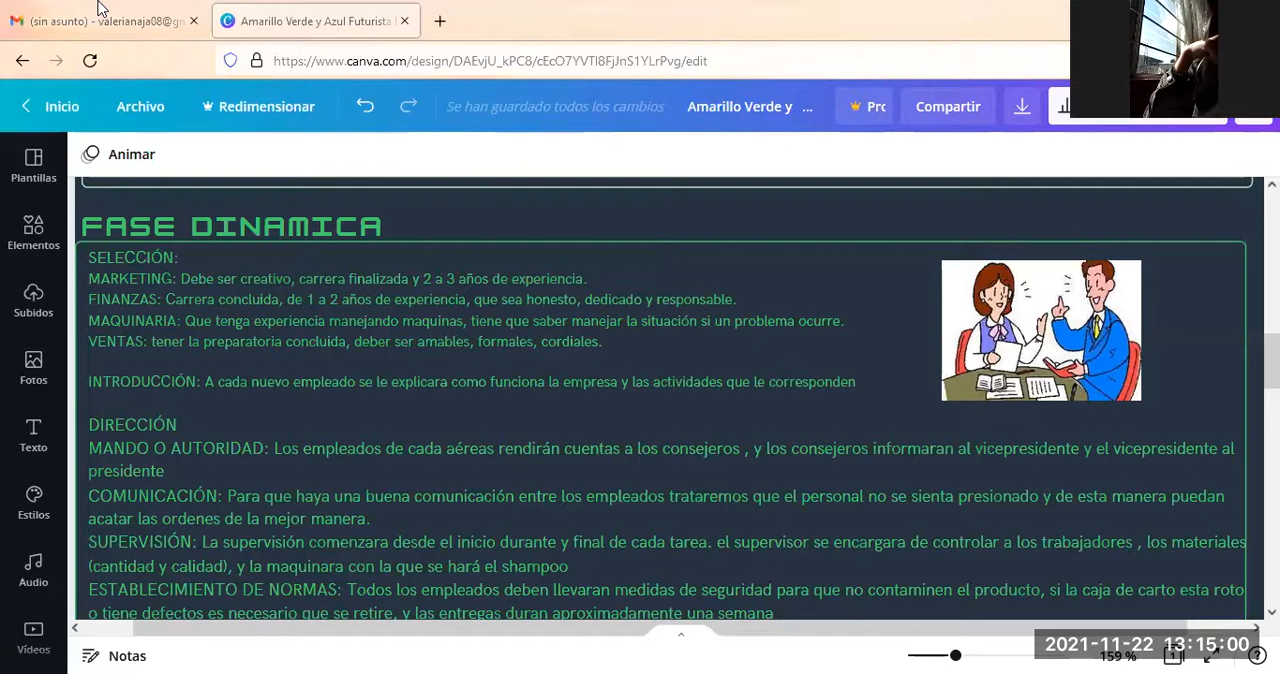 (sin asunto) - valerianaja08@gm
Amarillo Verde y Azul Futurista
https://www.canva.com/design/DAEvjU_kPC8/cEcO7YVTl8FjJnS1YLrPvg/edit
Inicio
Archivo
Redimensionar
Se han guardado todos los cambios
Amarillo Verde y ...
Pro
Compartir
Plantillas
Elementos
Subidos
Fotos
Texto
Estilos
Audio
Vídeos
Animar
FASE DINAMICA
SELECCIÓN:
MARKETING: Debe ser creativo, carrera finalizada y 2 a 3 años de experiencia.
FINANZAS: Carrera concluida, de 1 a 2 años de experiencia, que sea honesto, dedicado y responsable.
MAQUINARIA: Que tenga experiencia manejando maquinas, tiene que saber manejar la situación si un problema ocurre.
VENTAS: tener la preparatoria concluida, deber ser amables, formales, cordiales.
INTRODUCCIÓN: A cada nuevo empleado se le explicara como funciona la empresa y las actividades que le corresponden
DIRECCIÓN
MANDO O AUTORIDAD: Los empleados de cada aéreas rendirán cuentas a los consejeros , y los consejeros informaran al vicepresidente y el vicepresidente al
presidente
COMUNICACIÓN: Para que haya una buena comunicación entre los empleados trataremos que el personal no se sienta presionado y de esta manera puedan
acatar las ordenes de la mejor manera.
SUPERVISIÓN: La supervisión comenzara desde el inicio durante y final de cada tarea. el supervisor se encargara de controlar a los trabajadores , los materiales
(cantidad y calidad), y la maquinara con la que se hará el shampoo
ESTABLECIMIENTO DE NORMAS: Todos los empleados deben llevaran medidas de seguridad para que no contaminen el producto, si la caja de carto esta roto
o tiene defectos es necesario que se retire, y las entregas duran aproximadamente una semana
Notas
159 %
1
2021-11-22 13:15:00